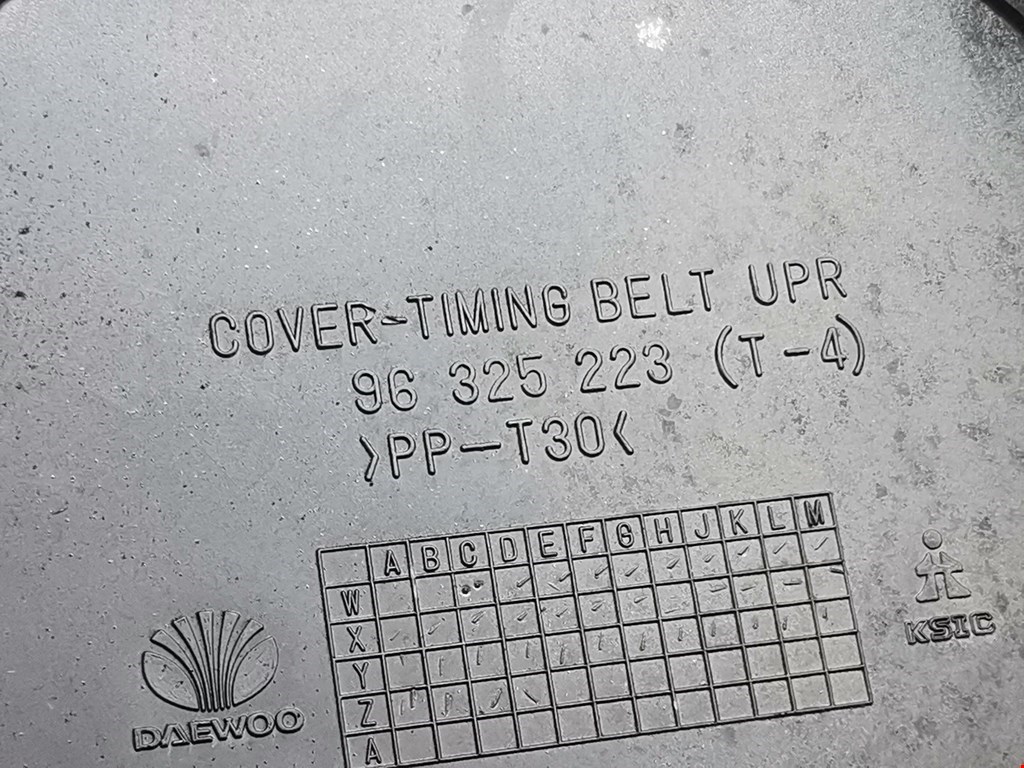 COVER-TIMING BELT UPR
96 325 223 (T-4)
>PP-T30<
A B C D E F G H J K L M
W
X
Y
Z
A
DAEWOO
KSIC